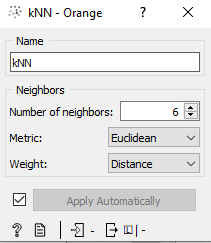 kNN - Orange
Name
kNN
Neighbors
Number of neighbors: 6
Metric: Euclidean
Weight: Distance
Apply Automatically
? - -